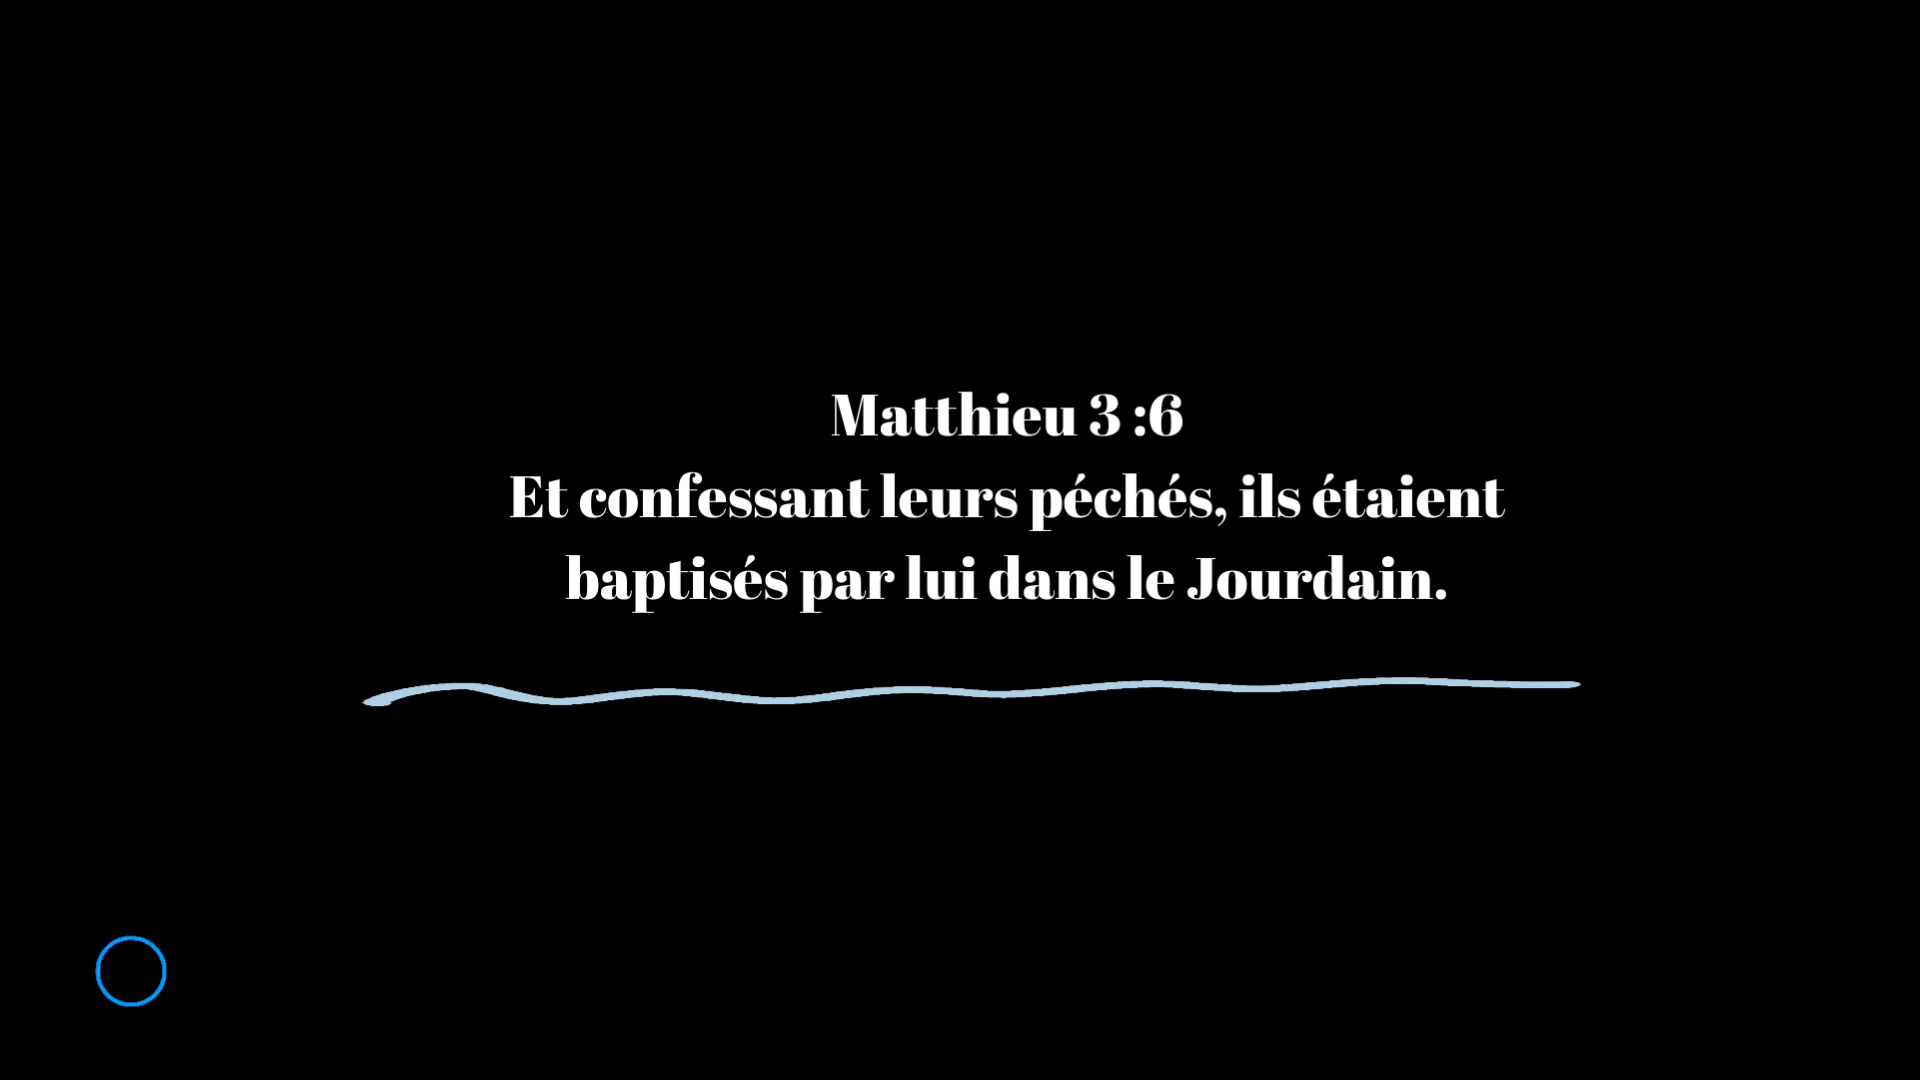 Matthieu 3 :6
Et confessant leurs péchés, ils étaient
baptisés par lui dans le Jourdain.